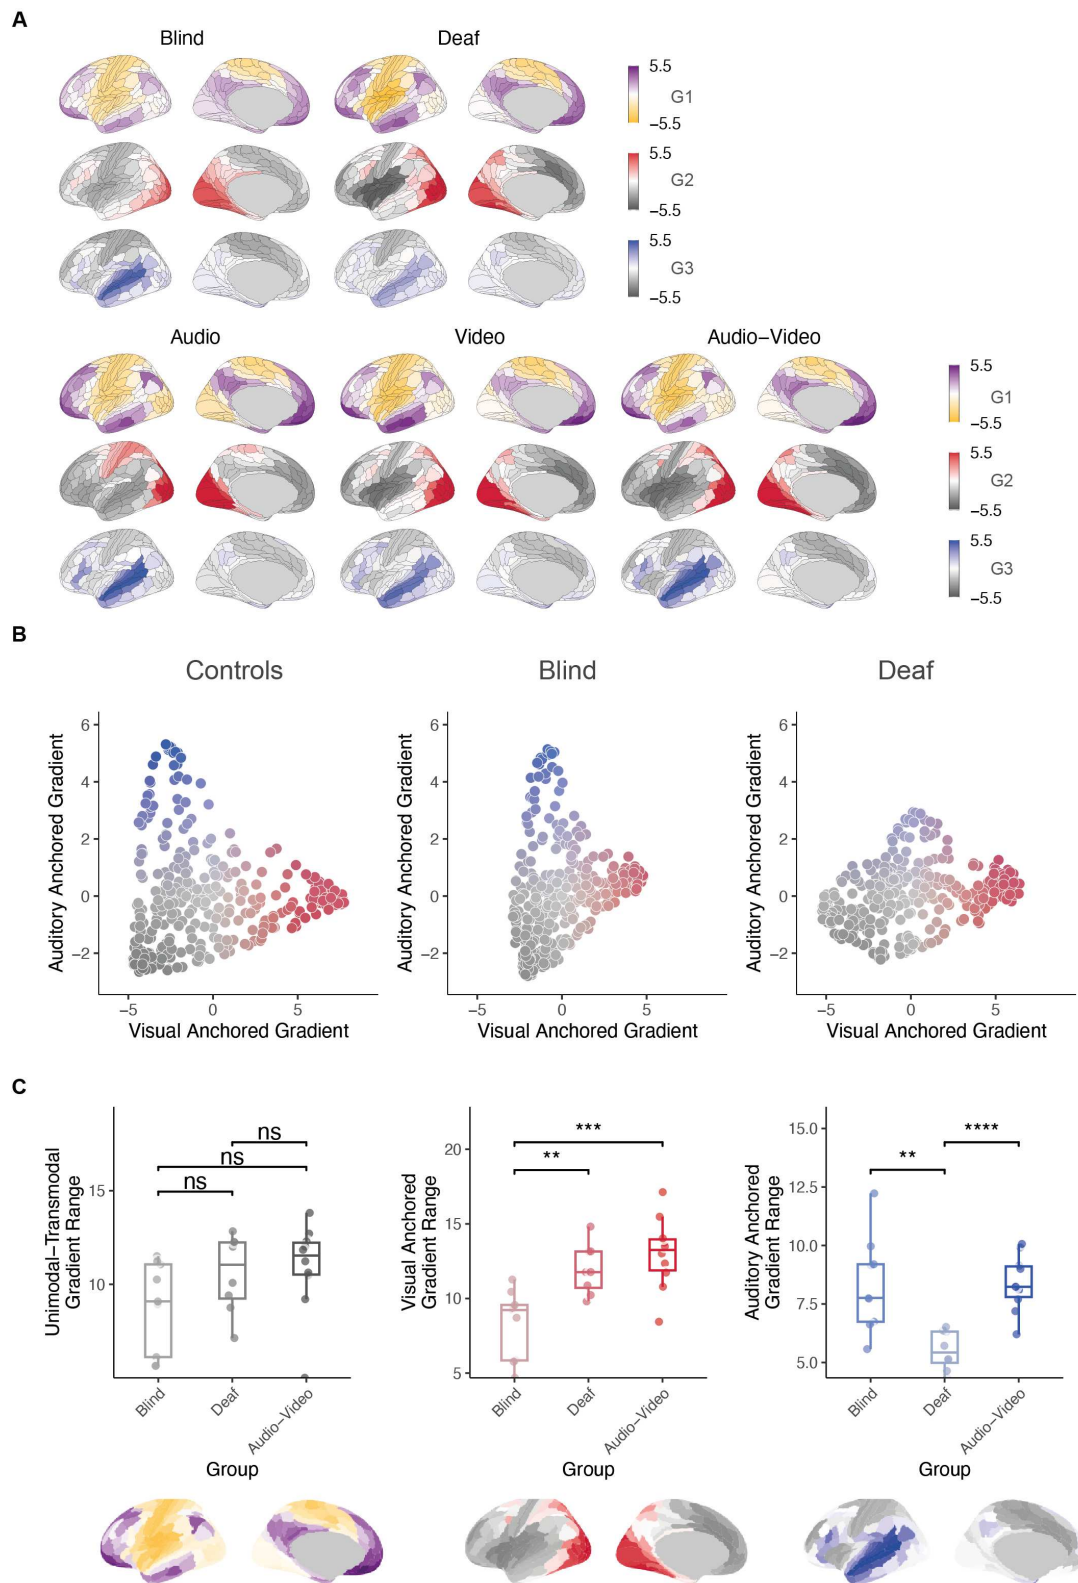 A
Blind
Deaf
5.5
G1
−5.5
5.5
G2
−5.5
5.5
G3
−5.5
Audio
Video
Audio−Video
5.5
G1
−5.5
5.5
G2
−5.5
5.5
G3
−5.5
B
Controls
Blind
Deaf
Auditory Anchored Gradient
6
4
2
0
−2
−5
0
5
Visual Anchored Gradient
Auditory Anchored Gradient
6
4
2
0
−2
−5
0
5
Visual Anchored Gradient
Auditory Anchored Gradient
6
4
2
0
−2
−5
0
5
Visual Anchored Gradient
C
Unimodal−Transmodal
Gradient Range
15
10
ns
ns
ns
Blind
Deaf
Audio−Video
Group
Visual Anchored
Gradient Range
20
15
10
5
***
**
Blind
Deaf
Audio−Video
Group
Auditory Anchored
Gradient Range
15.0
12.5
10.0
7.5
5.0
**
****
Blind
Deaf
Audio−Video
Group